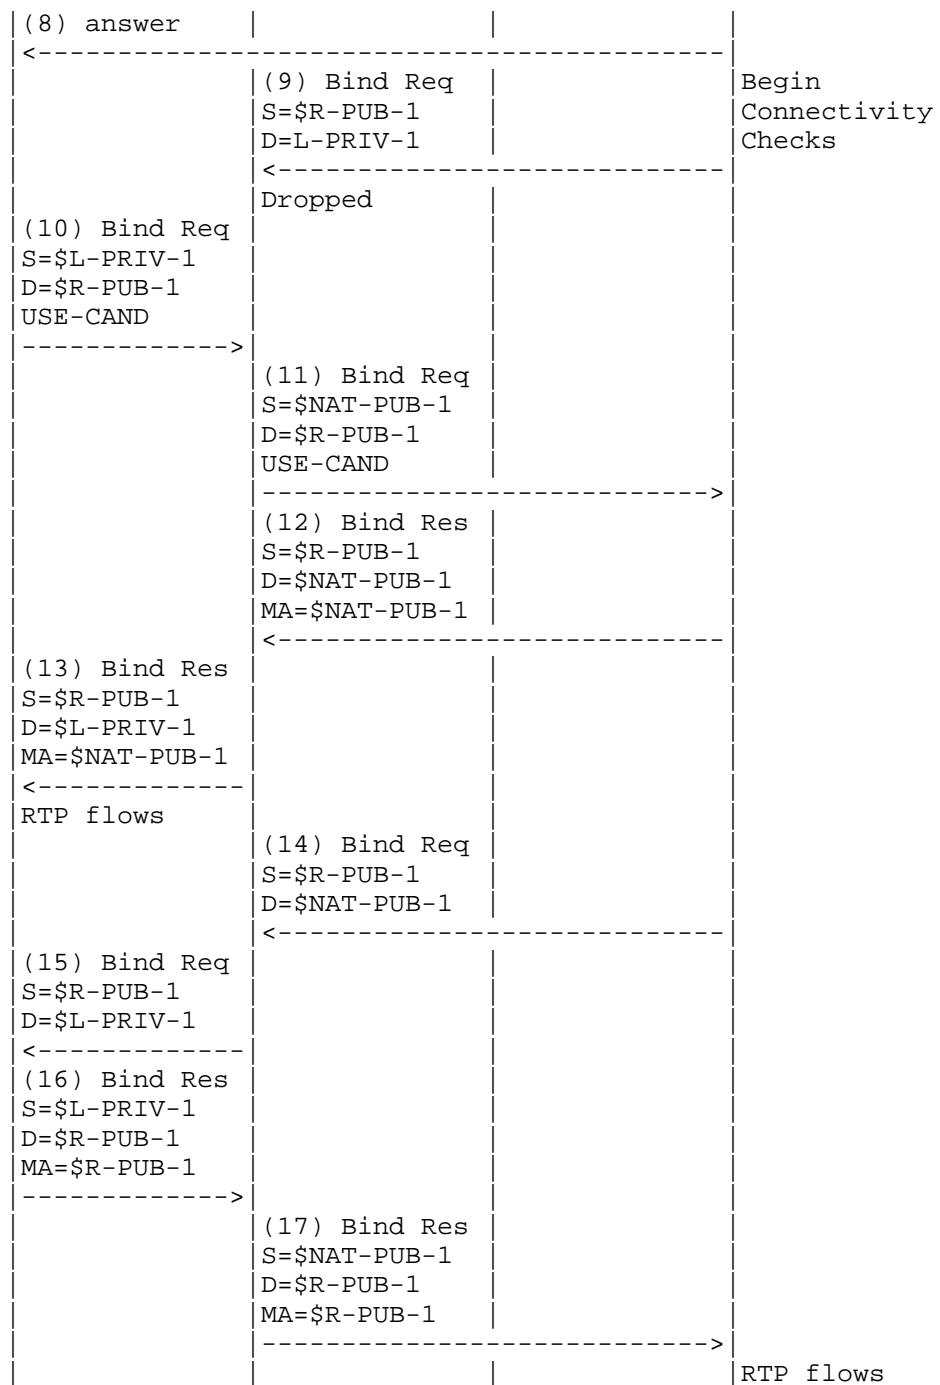 (8) answer
(9) Bind Req Begin
S=$R-PUB-1 Connectivity
D=L-PRIV-1 Checks
Dropped
(10) Bind Req
S=$L-PRIV-1
D=$R-PUB-1
USE-CAND
(11) Bind Req
S=$NAT-PUB-1
D=$R-PUB-1
USE-CAND
(12) Bind Res
S=$R-PUB-1
D=$NAT-PUB-1
MA=$NAT-PUB-1
(13) Bind Res
S=$R-PUB-1
D=$L-PRIV-1
MA=$NAT-PUB-1
RTP flows
(14) Bind Req
S=$R-PUB-1
D=$NAT-PUB-1
(15) Bind Req
S=$R-PUB-1
D=$L-PRIV-1
(16) Bind Res
S=$L-PRIV-1
D=$R-PUB-1
MA=$R-PUB-1
(17) Bind Res
S=$NAT-PUB-1
D=$R-PUB-1
MA=$R-PUB-1
RTP flows